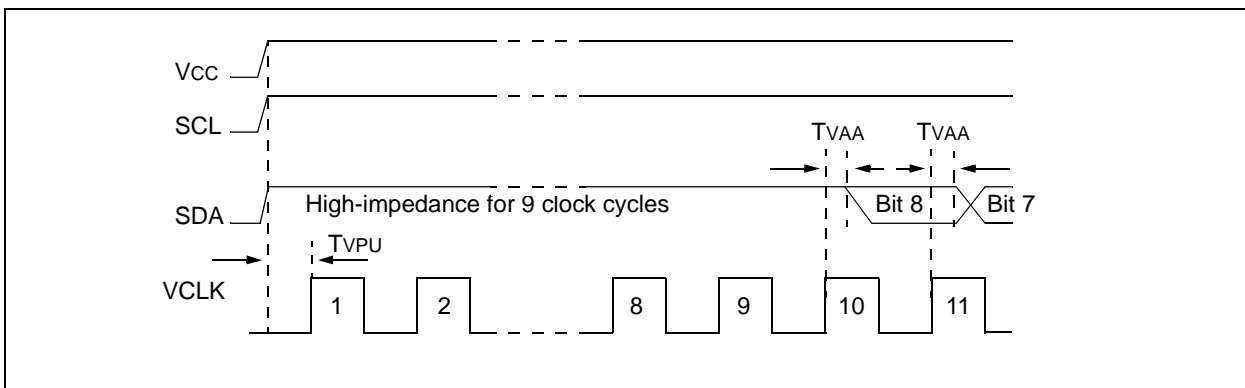 VCC
SCL
TVAA TVAA
SDA
High-impedance for 9 clock cycles
Bit 8
Bit 7
TVPU
VCLK
1 2 8 9 10 11